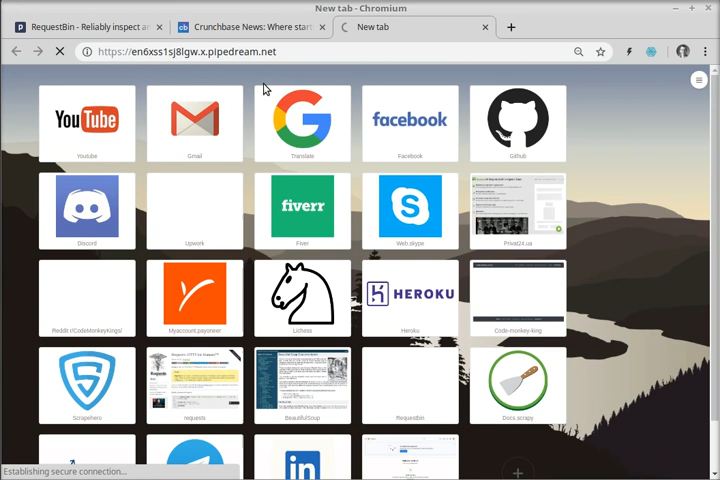 New tab - Chromium
RequestBin - Reliably inspect an
Crunchbase News: Where start
New tab
https://en6xss1sj8lgw.x.pipedream.net
YouTube
Youtube
Gmail
Translate
facebook
Facebook
Github
Discord
Upwork
fiverr
Fiver
Web.skype
Privat24.ua
Reddit r/CodeMonkeyKings/
Myaccount.payoneer
Lichess
HEROKU
Heroku
Code-monkey-king
Scrapehero
requests
BeautifulSoup
RequestBin
Docs.scrapy
in
Establishing secure connection...